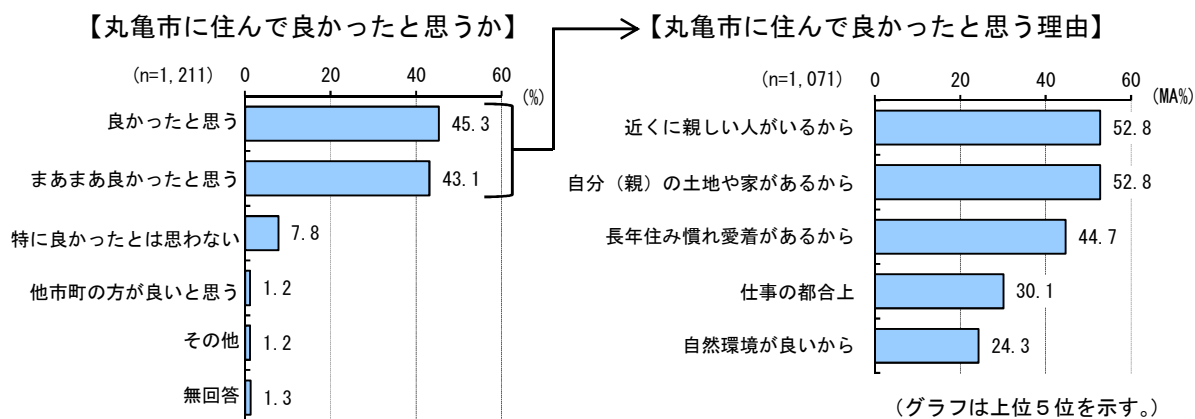 【丸亀市に住んで良かったと思うか】
(n=1,211) 0 20 40 60
(%)
良かったと思う 45.3
まあまあ良かったと思う 43.1
特に良かったとは思わない 7.8
他市町の方が良いと思う 1.2
その他 1.2
無回答 1.3
【丸亀市に住んで良かったと思う理由】
(n=1,071) 0 20 40 60
(MA%)
近くに親しい人がいるから 52.8
自分（親）の土地や家があるから 52.8
長年住み慣れ愛着があるから 44.7
仕事の都合上 30.1
自然環境が良いから 24.3
（グラフは上位５位を示す。）